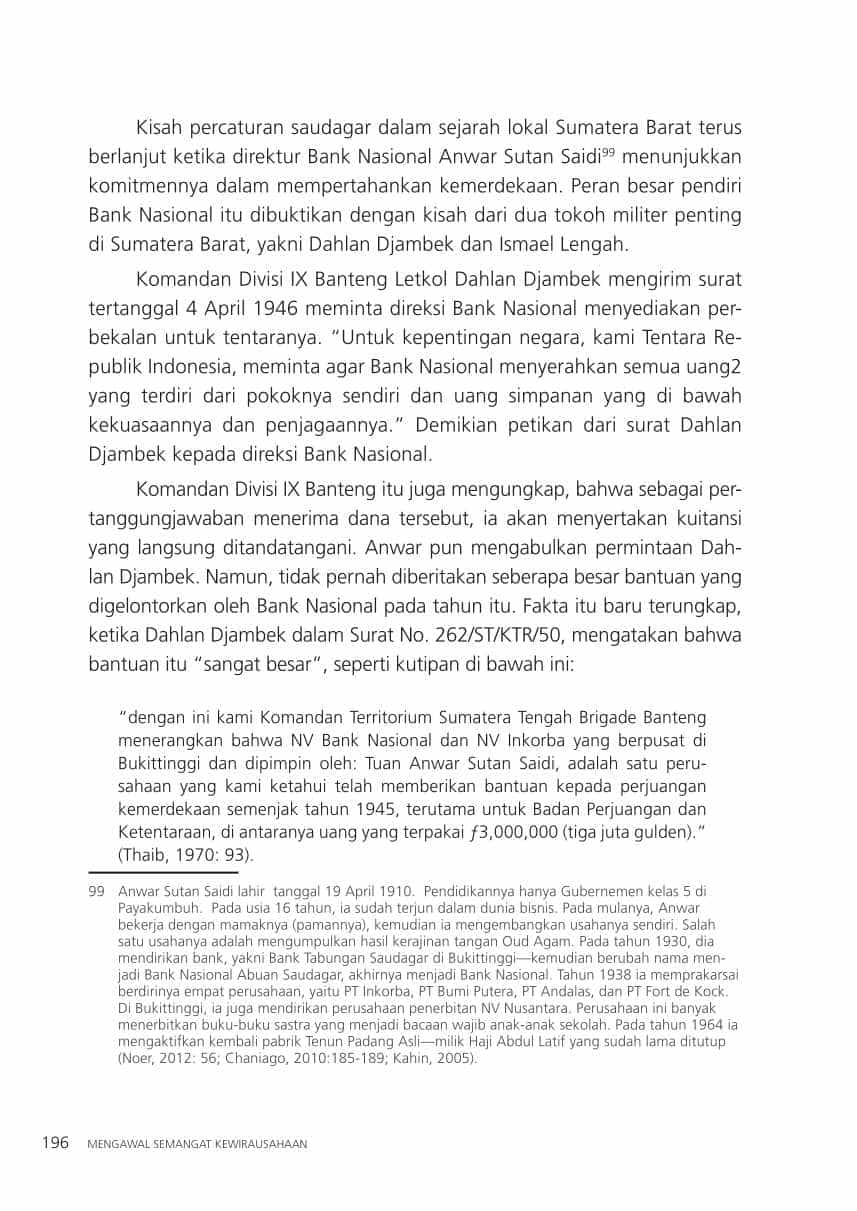 Kisah percaturan saudagar dalam sejarah lokal Sumatera Barat terus
berlanjut ketika direktur Bank Nasional Anwar Sutan Saidi99 menunjukkan
komitmennya dalam mempertahankan kemerdekaan. Peran besar pendiri
Bank Nasional itu dibuktikan dengan kisah dari dua tokoh militer penting
di Sumatera Barat, yakni Dahlan Djambek dan Ismael Lengah.
Komandan Divisi IX Banteng Letkol Dahlan Djambek mengirim surat
tertanggal 4 April 1946 meminta direksi Bank Nasional menyediakan per-
bekalan untuk tentaranya. “Untuk kepentingan negara, kami Tentara Re-
publik Indonesia, meminta agar Bank Nasional menyerahkan semua uang2
yang terdiri dari pokoknya sendiri dan uang simpanan yang di bawah
kekuasaannya dan penjagaannya.” Demikian petikan dari surat Dahlan
Djambek kepada direksi Bank Nasional.
Komandan Divisi IX Banteng itu juga mengungkap, bahwa sebagai per-
tanggungjawaban menerima dana tersebut, ia akan menyertakan kuitansi
yang langsung ditandatangani. Anwar pun mengabulkan permintaan Dah-
lan Djambek. Namun, tidak pernah diberitakan seberapa besar bantuan yang
digelontorkan oleh Bank Nasional pada tahun itu. Fakta itu baru terungkap,
ketika Dahlan Djambek dalam Surat No. 262/ST/KTR/50, mengatakan bahwa
bantuan itu “sangat besar”, seperti kutipan di bawah ini:
“dengan ini kami Komandan Territorium Sumatera Tengah Brigade Banteng
menerangkan bahwa NV Bank Nasional dan NV Inkorba yang berpusat di
Bukittinggi dan dipimpin oleh: Tuan Anwar Sutan Saidi, adalah satu peru-
sahaan yang kami ketahui telah memberikan bantuan kepada perjuangan
kemerdekaan semenjak tahun 1945, terutama untuk Badan Perjuangan dan
Ketentaraan, di antaranya uang yang terpakai ƒ3,000,000 (tiga juta gulden).”
(Thaib, 1970: 93).
99 Anwar Sutan Saidi lahir tanggal 19 April 1910. Pendidikannya hanya Gubernemen kelas 5 di
Payakumbuh. Pada usia 16 tahun, ia sudah terjun dalam dunia bisnis. Pada mulanya, Anwar
bekerja dengan mamaknya (pamannya), kemudian ia mengembangkan usahanya sendiri. Salah
satu usahanya adalah mengumpulkan hasil kerajinan tangan Oud Agam. Pada tahun 1930, dia
mendirikan bank, yakni Bank Tabungan Saudagar di Bukittinggi—kemudian berubah nama men-
jadi Bank Nasional Abuan Saudagar, akhirnya menjadi Bank Nasional. Tahun 1938 ia memprakarsai
berdirinya empat perusahaan, yaitu PT Inkorba, PT Bumi Putera, PT Andalas, dan PT Fort de Kock.
Di Bukittinggi, ia juga mendirikan perusahaan penerbitan NV Nusantara. Perusahaan ini banyak
menerbitkan buku-buku sastra yang menjadi bacaan wajib anak-anak sekolah. Pada tahun 1964 ia
mengaktifkan kembali pabrik Tenun Padang Asli—milik Haji Abdul Latif yang sudah lama ditutup
(Noer, 2012: 56; Chaniago, 2010:185-189; Kahin, 2005).
196 MENGAWAL SEMANGAT KEWIRAUSAHAAN